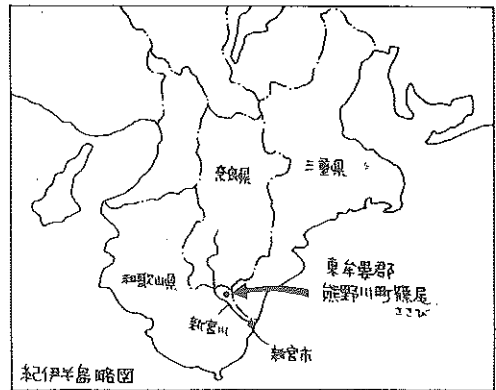 奈良県
三重県
和歌山県
東牟婁郡
熊野川町篠尾
ささび
新宮川
新宮市
紀伊半島略図